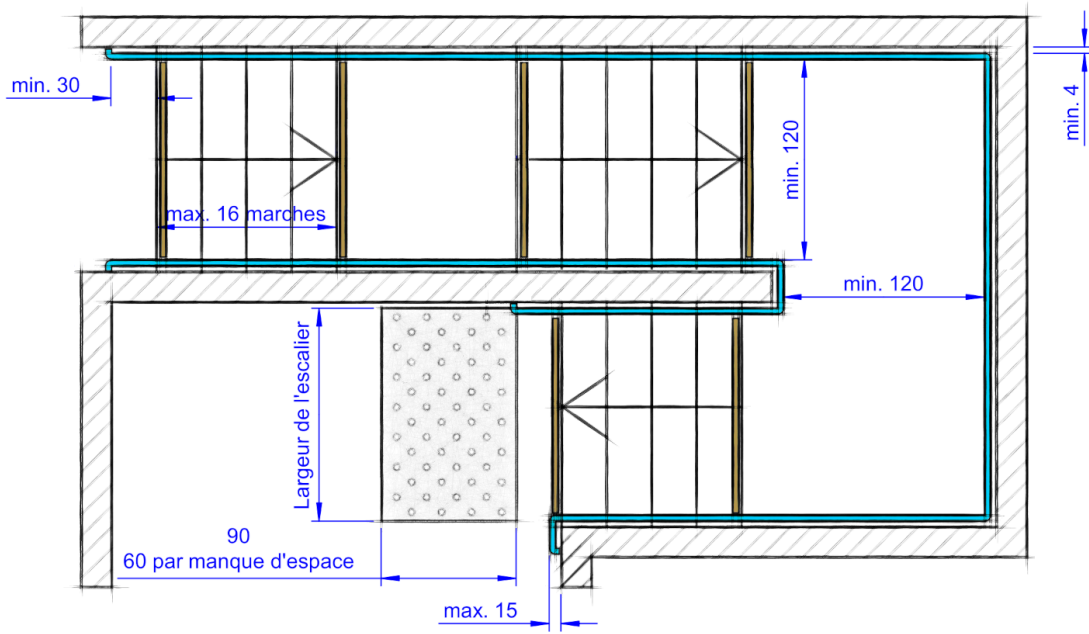 min. 30
min. 4
min. 120
max. 16 marches
min. 120
Largeur de l'escalier
90
60 par manque d'espace
max. 15